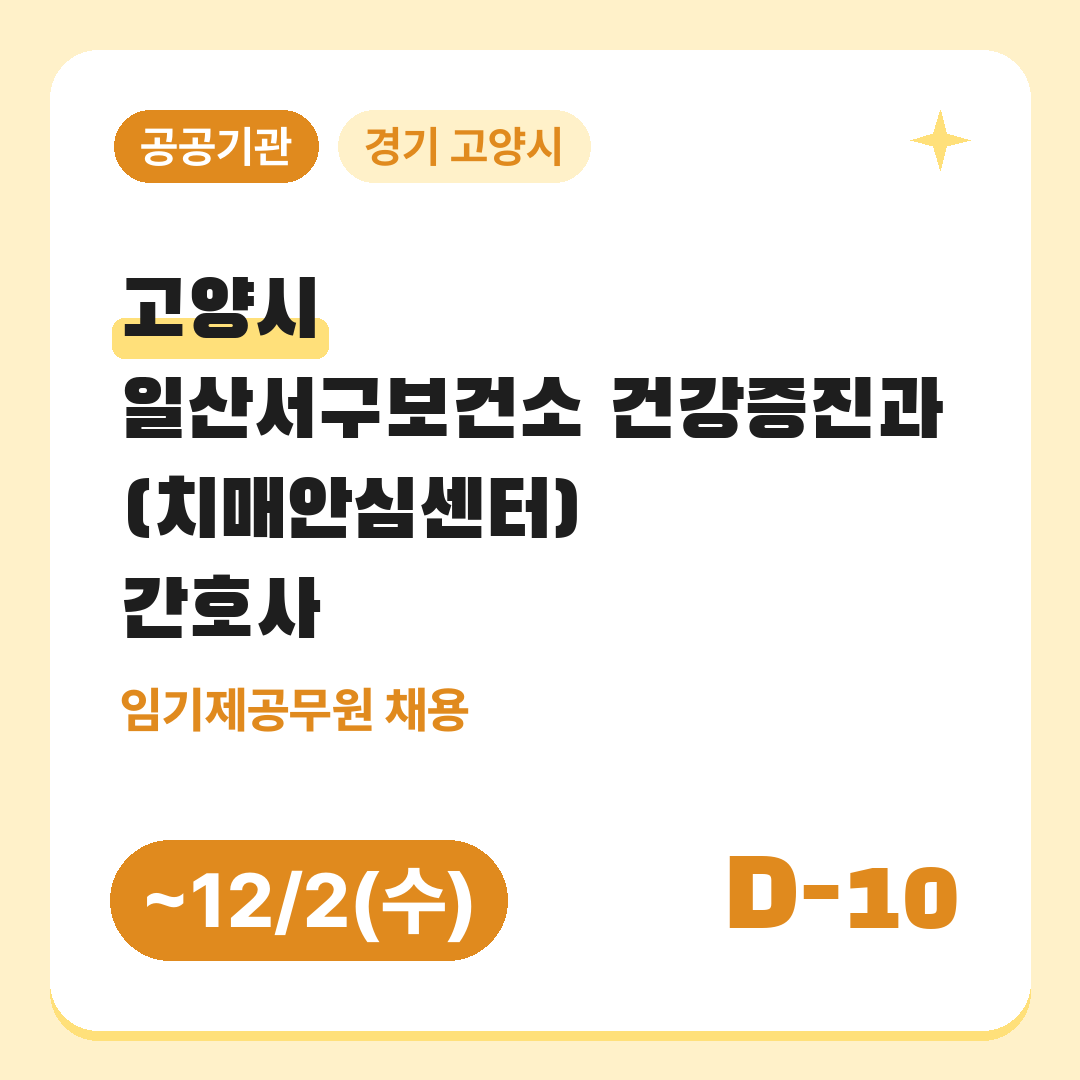 공공기관 경기 고양시
고양시
일산서구보건소 건강증진과
(치매안심센터)
간호사
임기제공무원 채용
~12/2(수) D-10